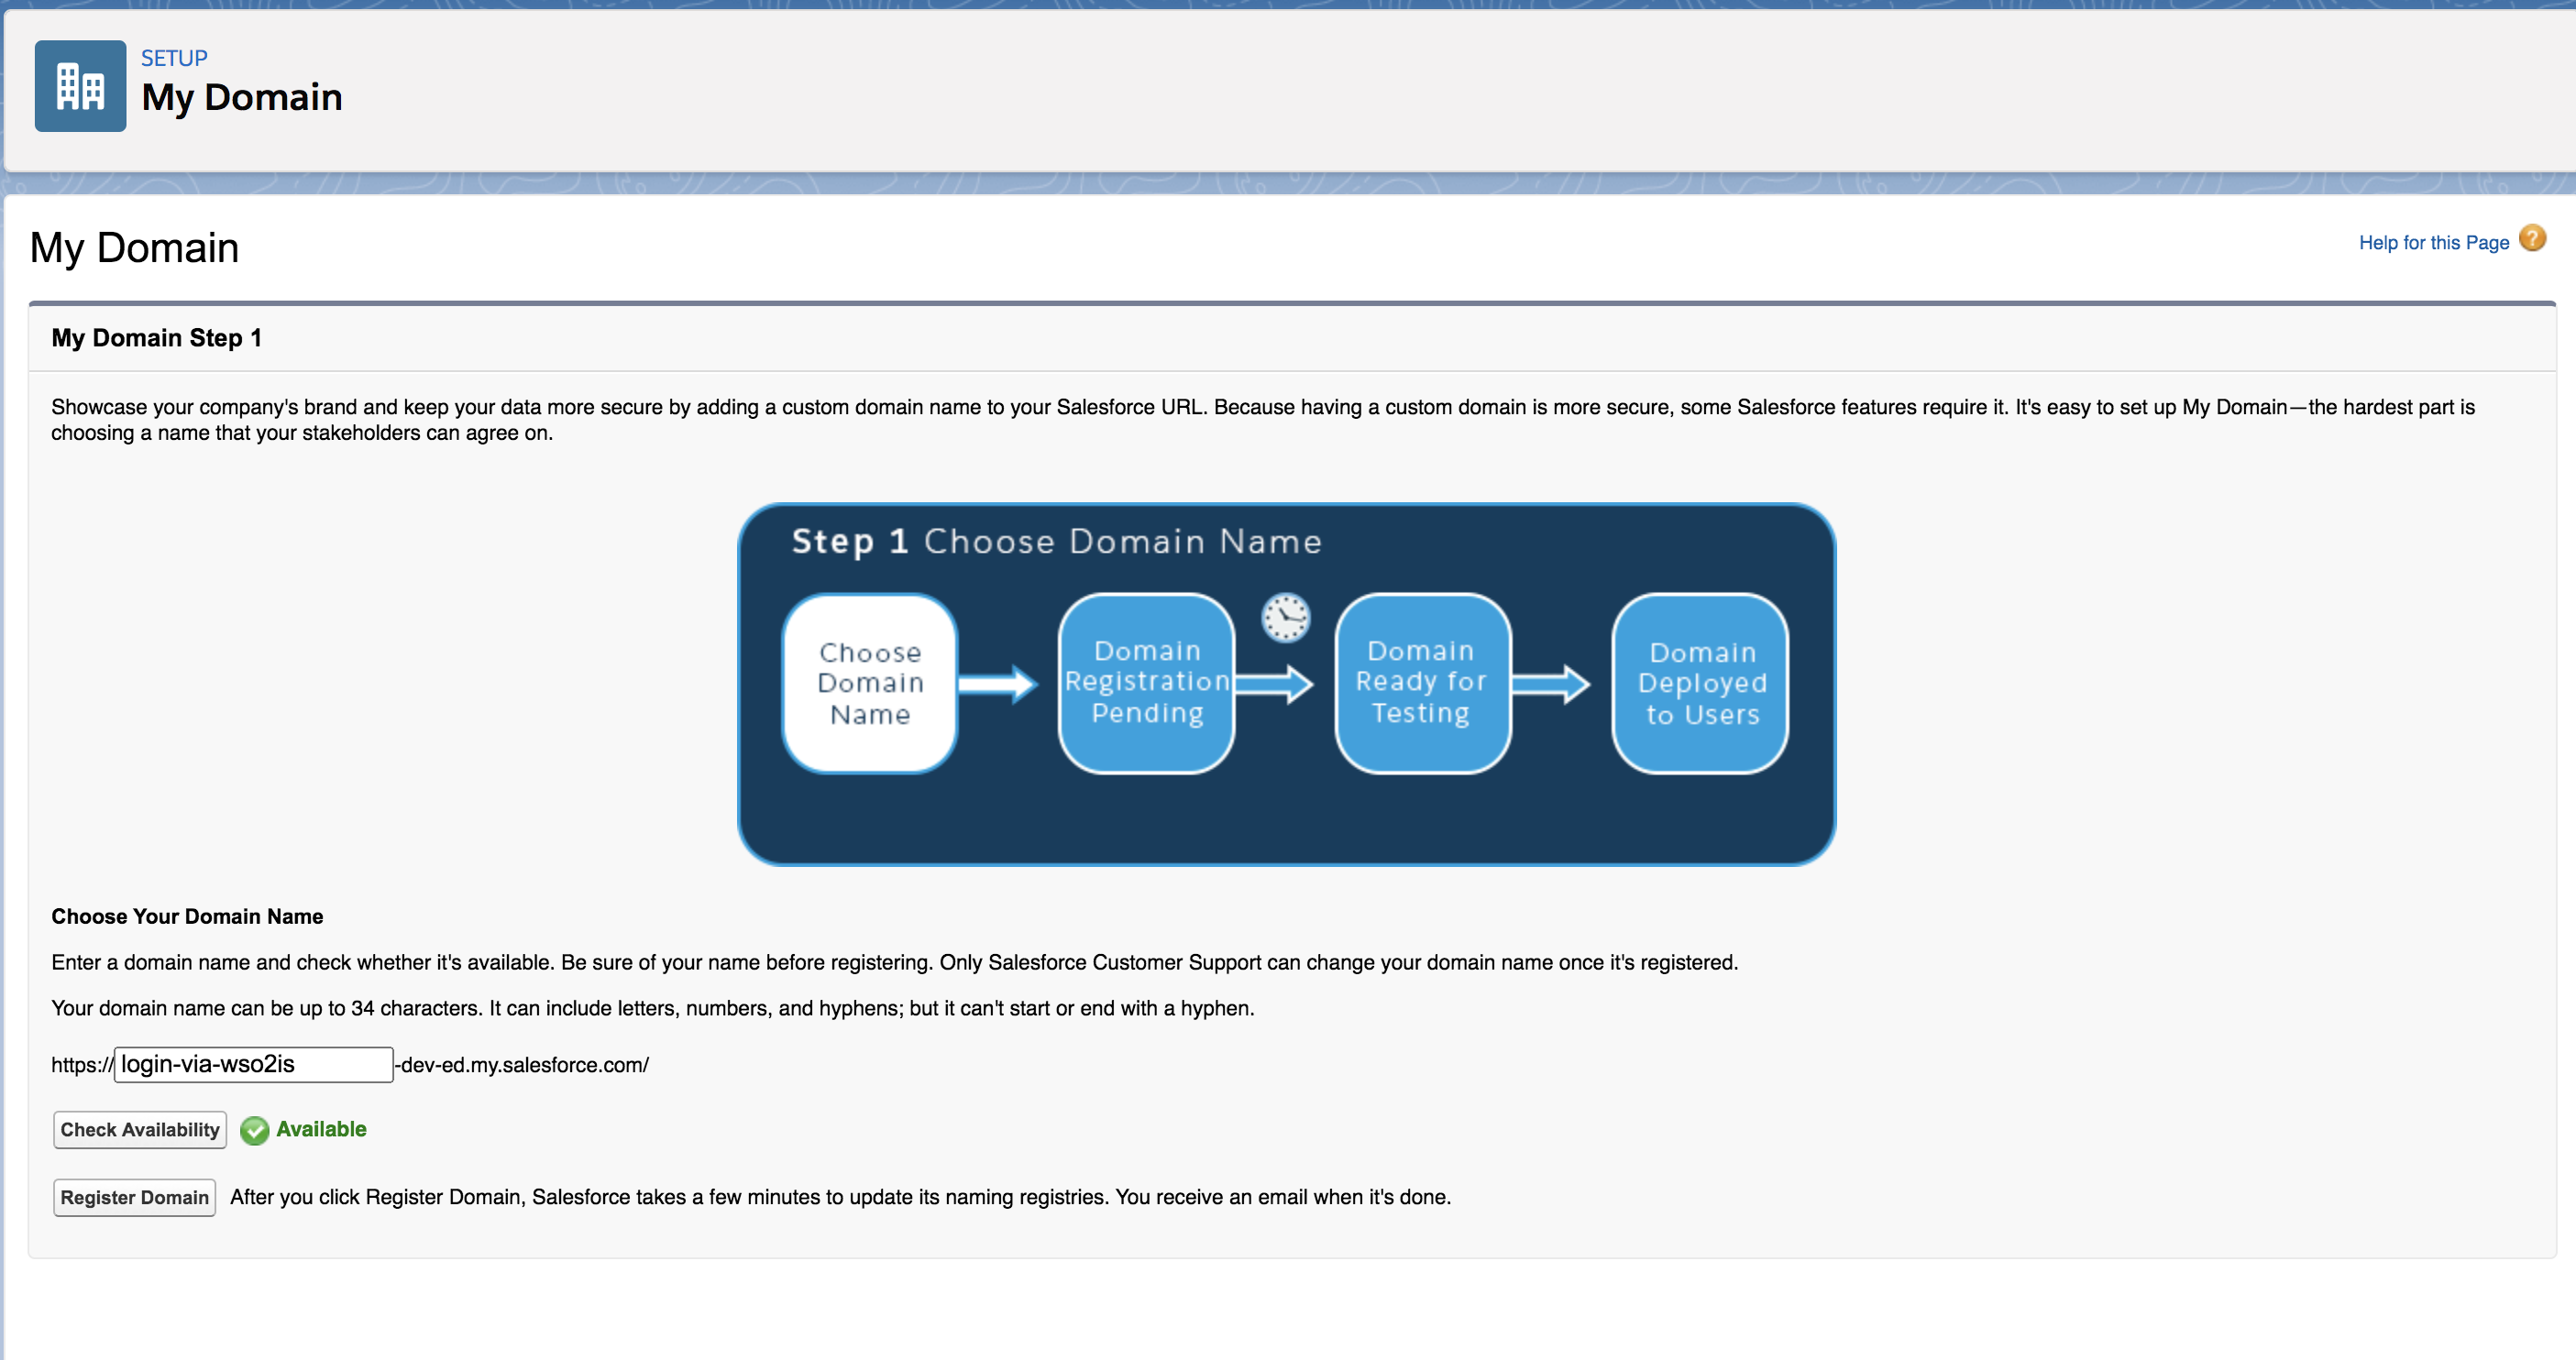 SETUP
My Domain
My Domain
Help for this Page ?
My Domain Step 1
Showcase your company's brand and keep your data more secure by adding a custom domain name to your Salesforce URL. Because having a custom domain is more secure, some Salesforce features require it. It's easy to set up My Domain—the hardest part is
choosing a name that your stakeholders can agree on.
Step 1 Choose Domain Name
Choose
Domain
Name
Domain
Registration
Pending
Domain
Ready for
Testing
Domain
Deployed
to Users
Choose Your Domain Name
Enter a domain name and check whether it's available. Be sure of your name before registering. Only Salesforce Customer Support can change your domain name once it's registered.
Your domain name can be up to 34 characters. It can include letters, numbers, and hyphens; but it can't start or end with a hyphen.
https://login-via-wso2is-dev-ed.my.salesforce.com/
Check Availability Available
Register Domain After you click Register Domain, Salesforce takes a few minutes to update its naming registries. You receive an email when it's done.